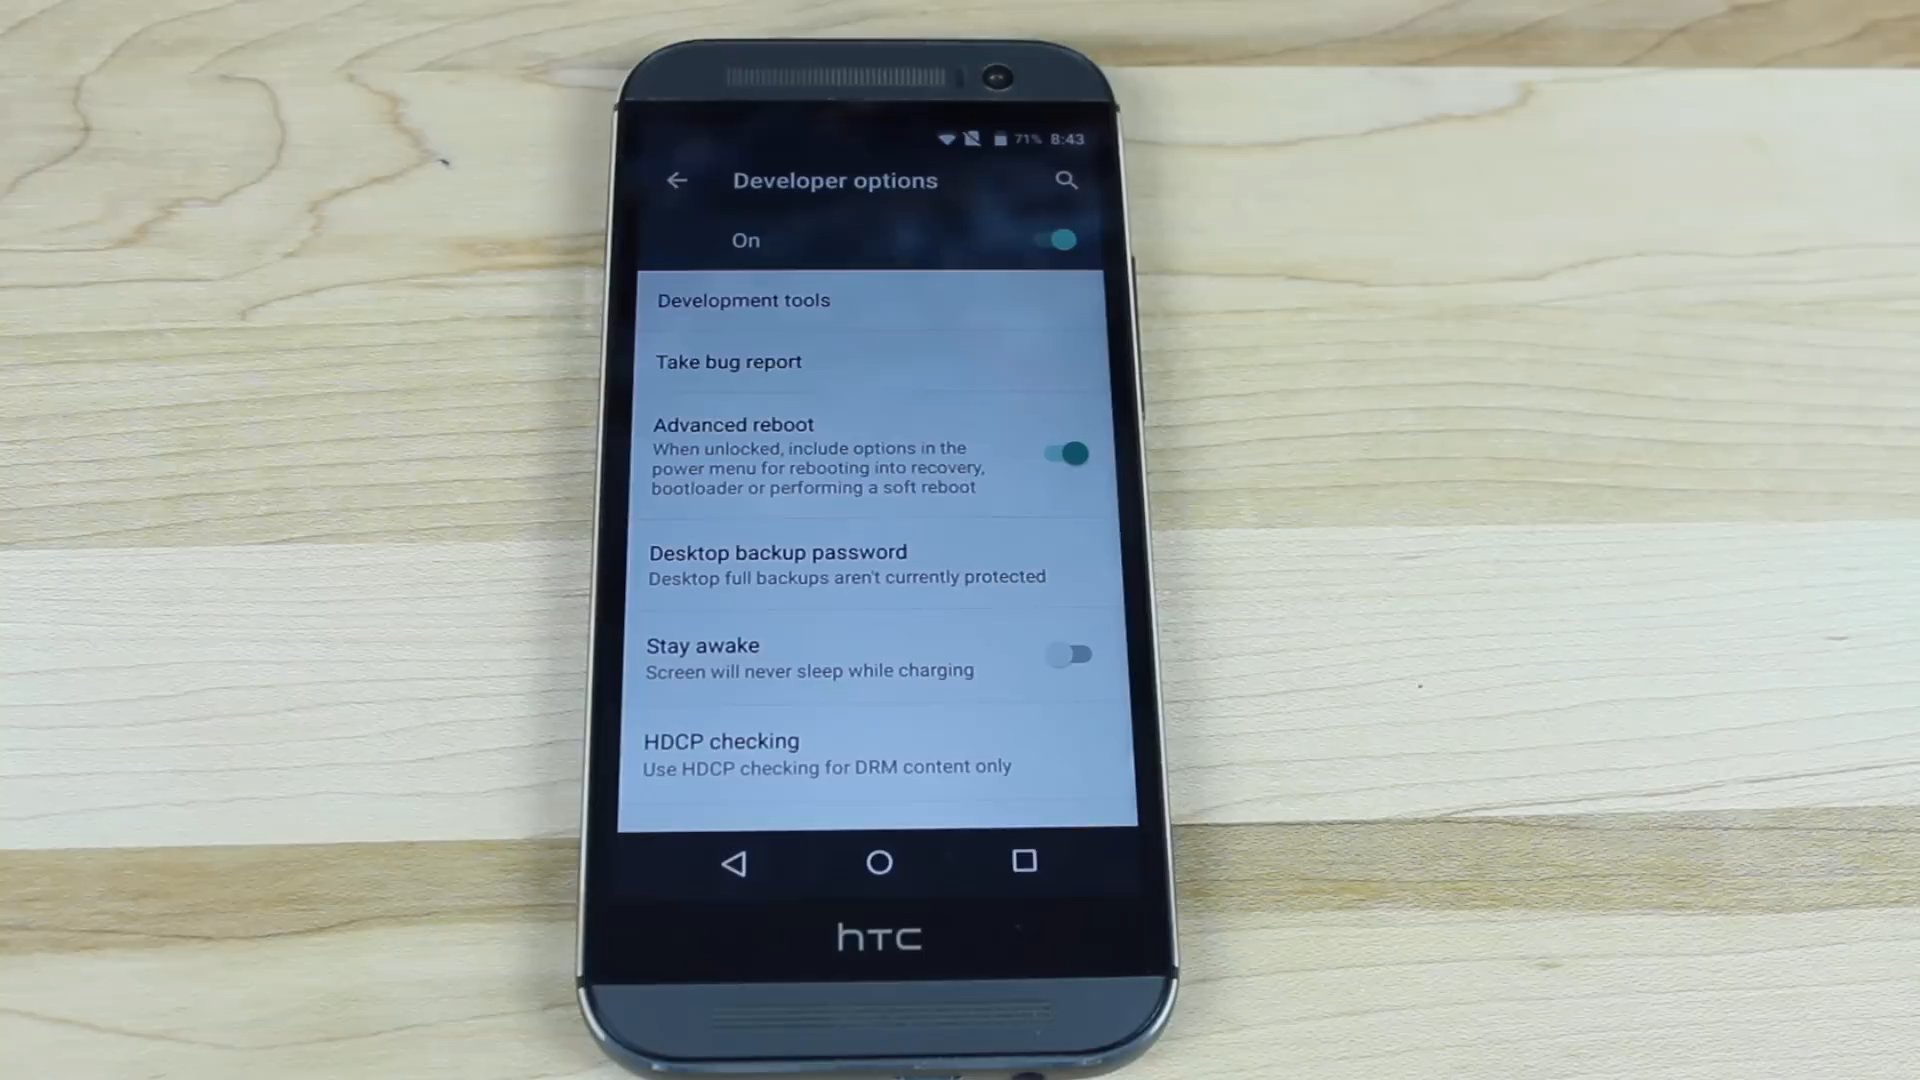 71% 8:43
Developer options
On
Development tools
Take bug report
Advanced reboot
When unlocked, include options in the
power menu for rebooting into recovery,
bootloader or performing a soft reboot
Desktop backup password
Desktop full backups aren't currently protected
Stay awake
Screen will never sleep while charging
HDCP checking
Use HDCP checking for DRM content only
hTC